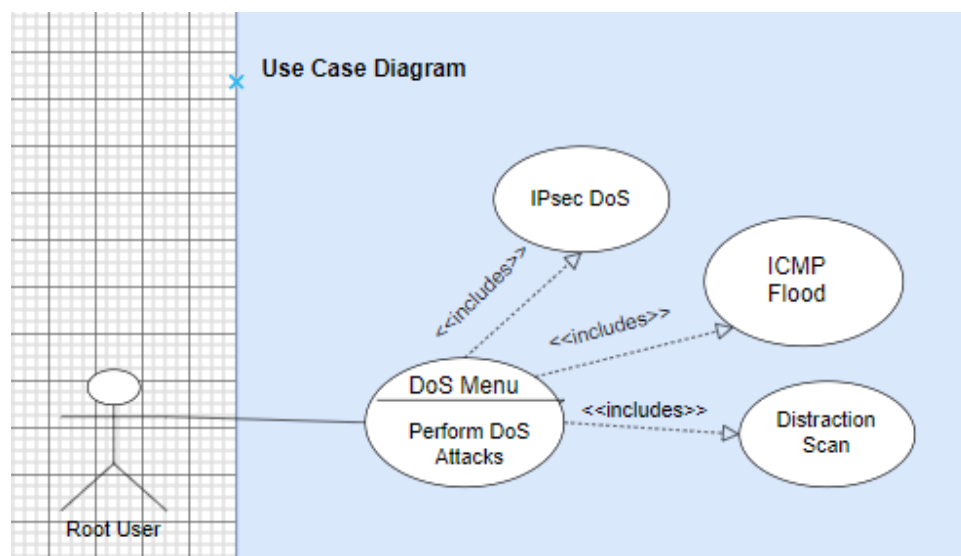 Use Case Diagram
IPsec DoS
<<includes>>
ICMP
Flood
<<includes>>
DoS Menu
Perform DoS
Attacks
<<includes>>
Distraction
Scan
Root User